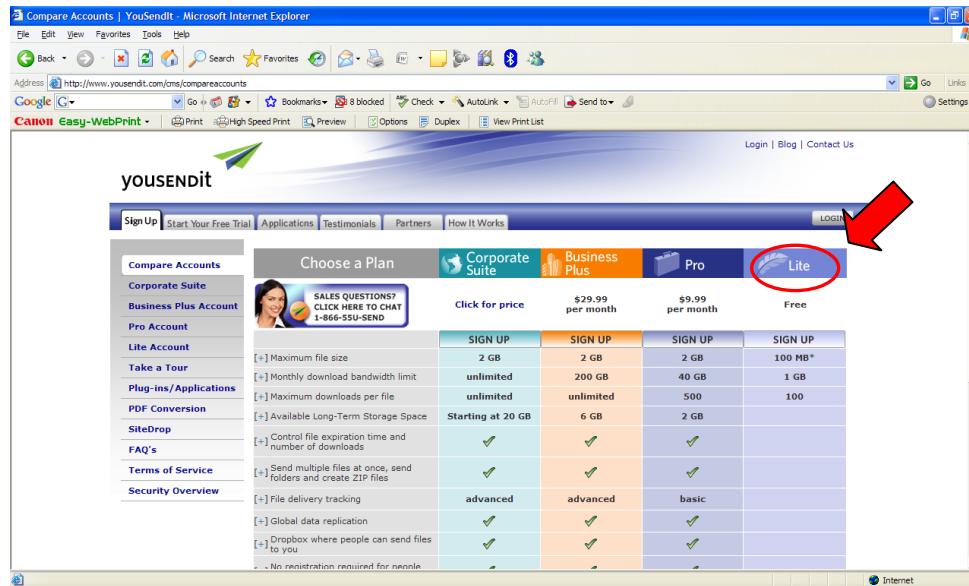 Compare Accounts | YouSendIt - Microsoft Internet Explorer
File Edit View Favorites Tools Help
Back Search Favorites
Address http://www.yousendit.com/cms/compareaccounts Go Links
Google G Go Bookmarks 8 blocked Check AutoLink AutoFill Send to Settings
Canon Easy-WebPrint Print High Speed Print Preview Options Duplex View Print List
Login | Blog | Contact Us
YOUSENDIT
Sign Up Start Your Free Trial Applications Testimonials Partners How It Works LOGIN
Compare Accounts
Corporate Suite
Business Plus Account
Pro Account
Lite Account
Take a Tour
Plug-ins/Applications
PDF Conversion
SiteDrop
FAQ's
Terms of Service
Security Overview
Choose a Plan Corporate Suite Business Plus Pro Lite
SALES QUESTIONS?
CLICK HERE TO CHAT
1-866-55U-SEND
Click for price $29.99 per month $9.99 per month Free
SIGN UP SIGN UP SIGN UP SIGN UP
[+] Maximum file size 2 GB 2 GB 2 GB 100 MB*
[+] Monthly download bandwidth limit unlimited 200 GB 40 GB 1 GB
[+] Maximum downloads per file unlimited unlimited 500 100
[+] Available Long-Term Storage Space Starting at 20 GB 6 GB 2 GB
[+] Control file expiration time and
number of downloads
[+] Send multiple files at once, send
folders and create ZIP files
[+] File delivery tracking advanced advanced basic
[+] Global data replication
[+] Dropbox where people can send files
to you
No registration required for people
Internet